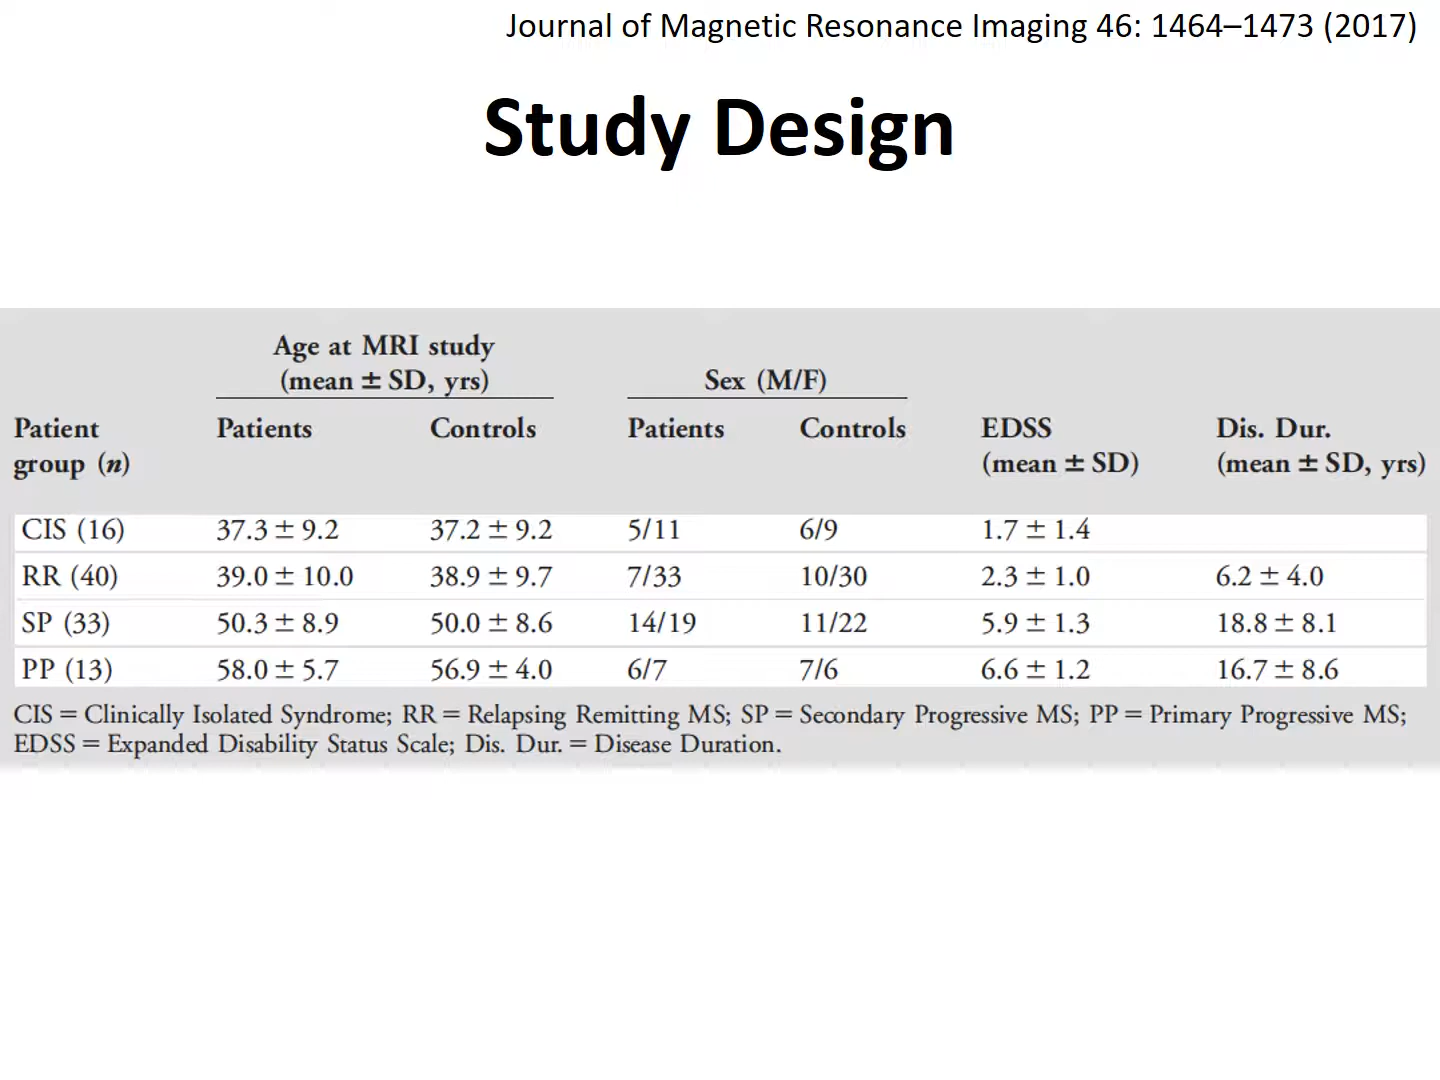 Journal of Magnetic Resonance Imaging 46: 1464–1473 (2017)
Study Design
Age at MRI study
(mean ± SD, yrs)
Sex (M/F)
Patient group (n)
Patients
Controls
Patients
Controls
EDSS (mean ± SD)
Dis. Dur. (mean ± SD, yrs)
CIS (16) 37.3 ± 9.2 37.2 ± 9.2 5/11 6/9 1.7 ± 1.4
RR (40) 39.0 ± 10.0 38.9 ± 9.7 7/33 10/30 2.3 ± 1.0 6.2 ± 4.0
SP (33) 50.3 ± 8.9 50.0 ± 8.6 14/19 11/22 5.9 ± 1.3 18.8 ± 8.1
PP (13) 58.0 ± 5.7 56.9 ± 4.0 6/7 7/6 6.6 ± 1.2 16.7 ± 8.6
CIS = Clinically Isolated Syndrome; RR = Relapsing Remitting MS; SP = Secondary Progressive MS; PP = Primary Progressive MS;
EDSS = Expanded Disability Status Scale; Dis. Dur. = Disease Duration.